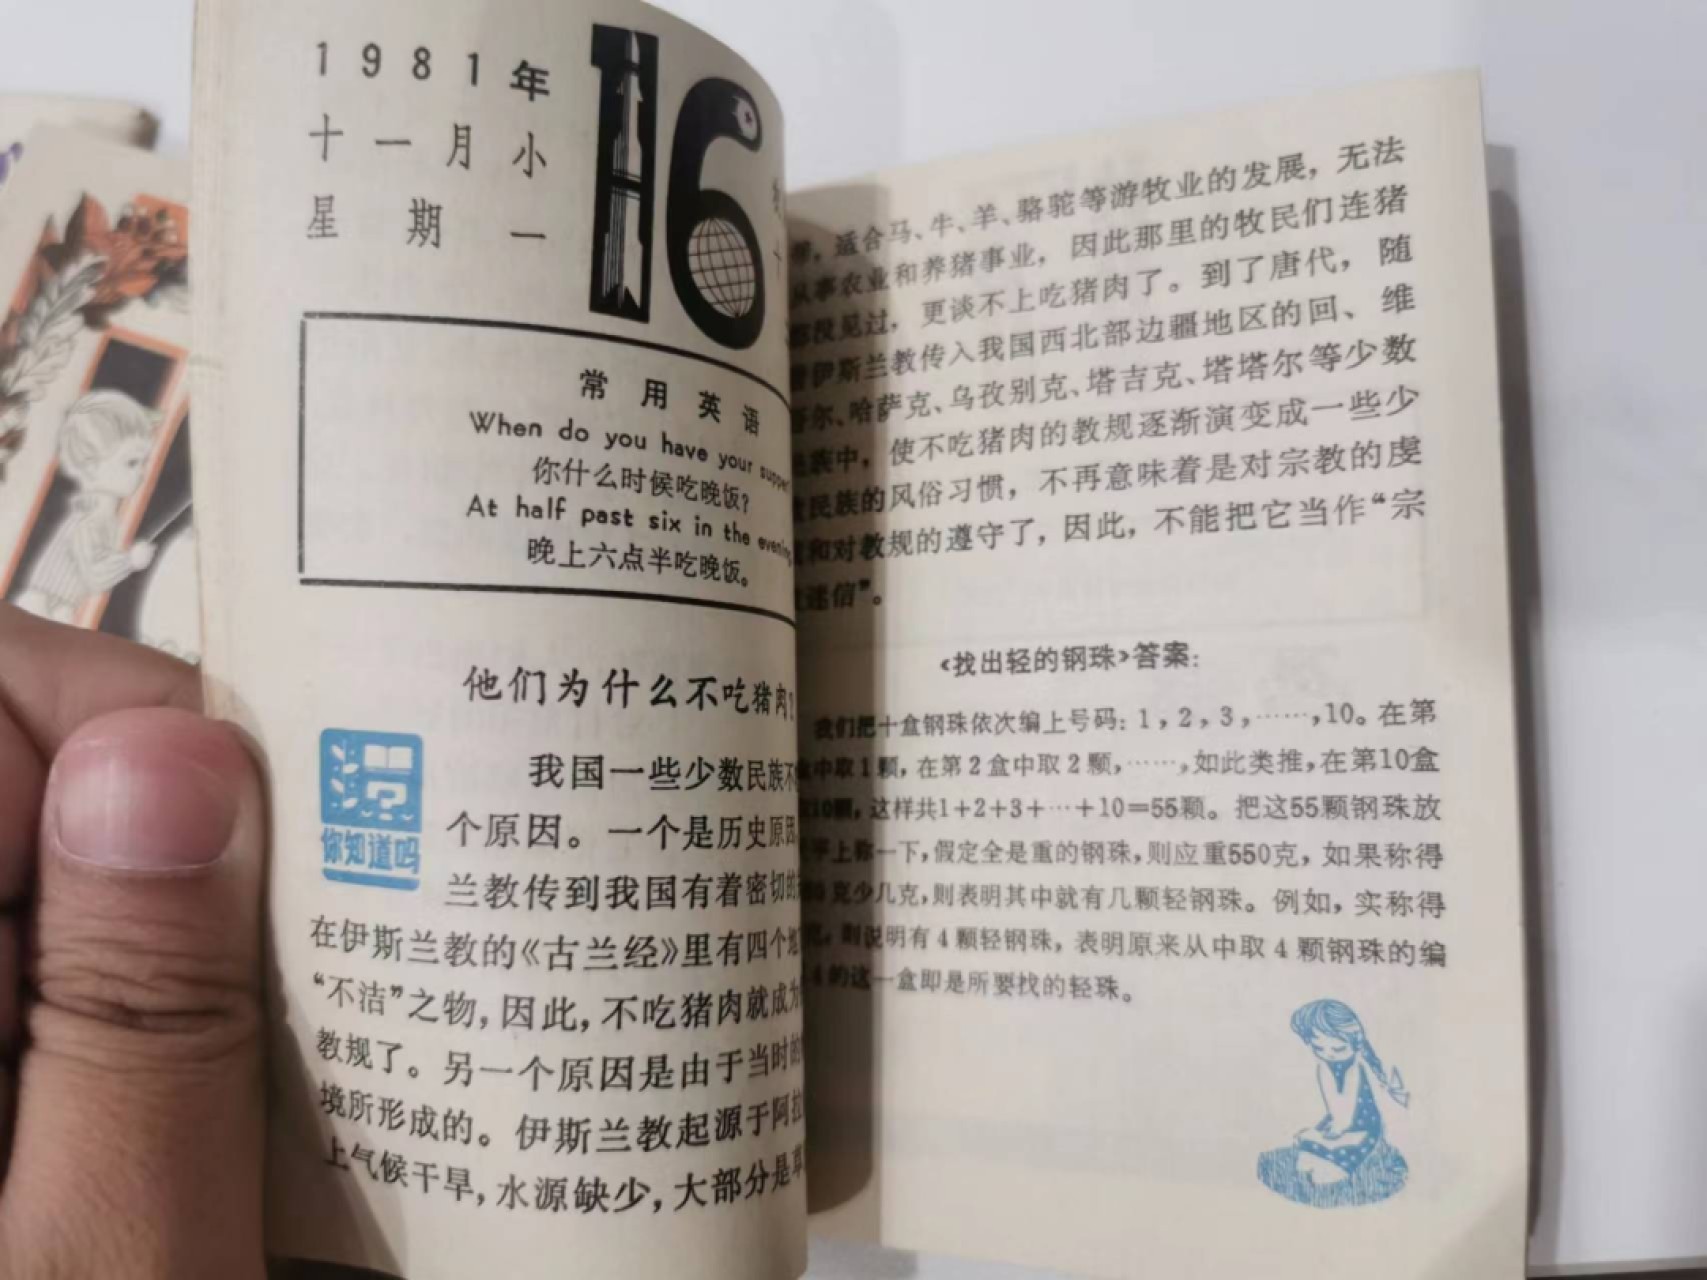 1981年
十一月小
星期一
16
常用英语
When do you have your supper
你什么时候吃晚饭?
At half past six in the evening
晚上六点半吃晚饭。
他们为什么不吃猪肉?
我国一些少数民族不
个原因。一个是历史原因
兰教传到我国有着密切的
在伊斯兰教的《古兰经》里有四个地
“不洁”之物,因此,不吃猪肉就成为
教规了。另一个原因是由于当时的
境所形成的。伊斯兰教起源于阿拉
上气候干旱,水源缺少,大部分是草
你知道吗
,适合马、牛、羊、骆驼等游牧业的发展,无法
从事农业和养猪事业,因此那里的牧民们连猪
都没见过,更谈不上吃猪肉了。到了唐代,随
伊斯兰教传入我国西北部边疆地区的回、维
尔、哈萨克、乌孜别克、塔吉克、塔塔尔等少数
族中,使不吃猪肉的教规逐渐演变成一些少
民族的风俗习惯,不再意味着是对宗教的虔
和对教规的遵守了,因此,不能把它当作“宗
迷信”。
《找出轻的钢珠》答案:
我们把十盒钢珠依次编上号码:1,2,3,……,10。在第
中取1颗,在第2盒中取2颗,……,如此类推,在第10盒
10颗,这样共1+2+3+…+10=55颗。把这55颗钢珠放
平上称一下,假定全是重的钢珠,则应重550克,如果称得
克少几克,则表明其中就有几颗轻钢珠。例如,实称得
则说明有4颗轻钢珠,表明原来从中取4颗钢珠的编
4的这一盒即是所要找的轻珠。